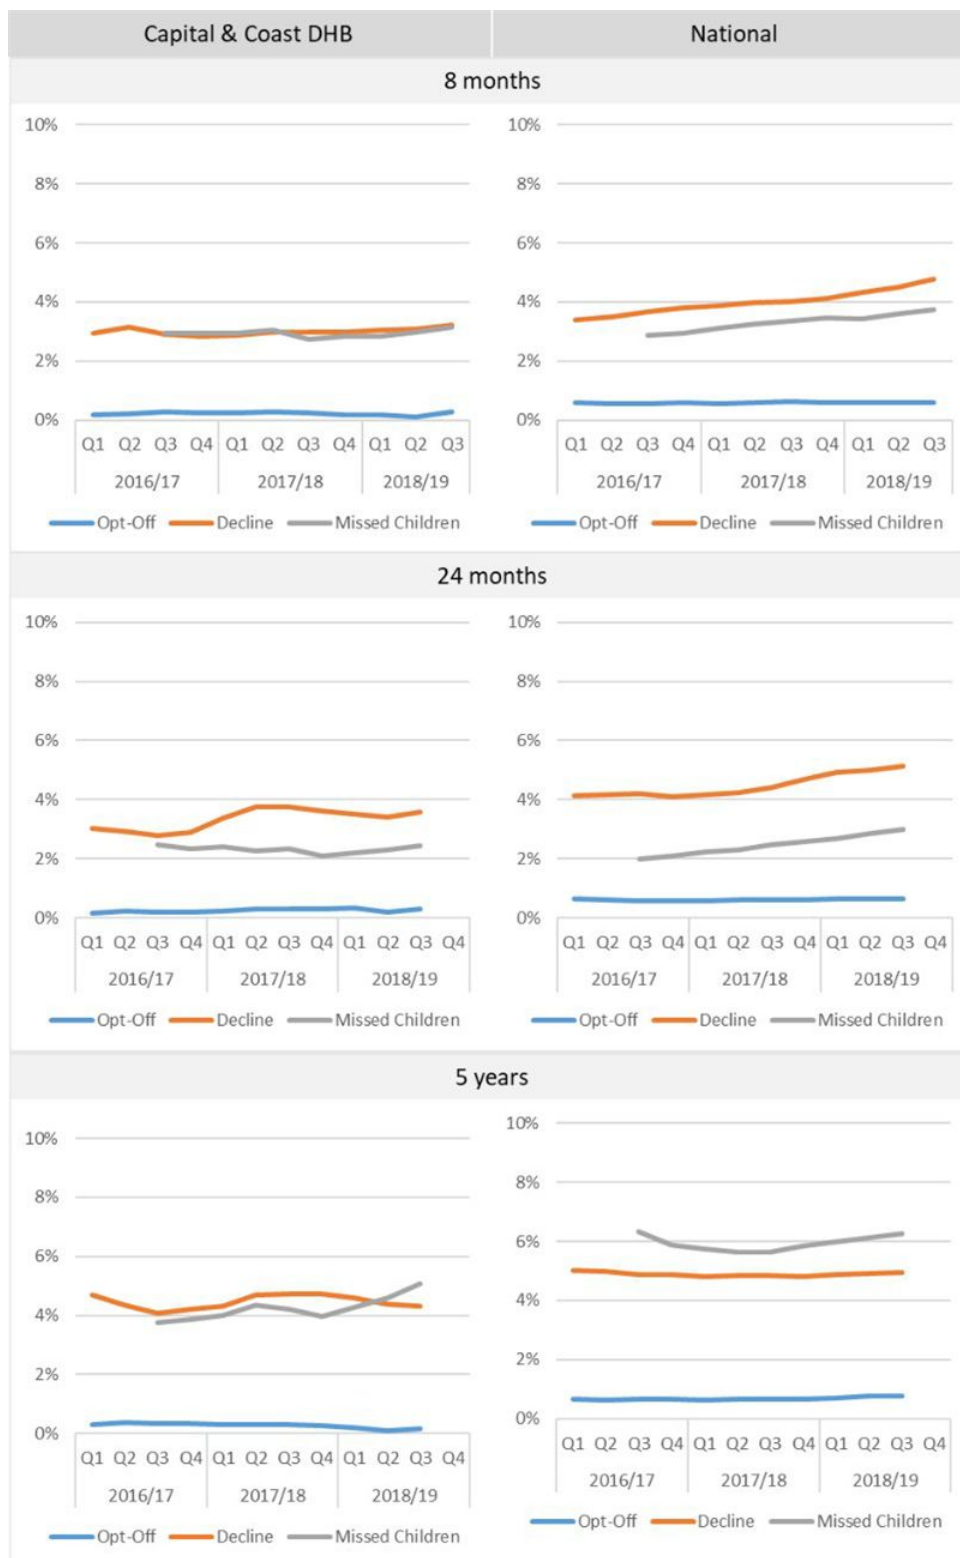 Capital & Coast DHB National
8 months
10% 10%
8% 8%
6% 6%
4% 4%
2% 2%
0% 0%
Q1 Q2 Q3 Q4 Q1 Q2 Q3 Q4 Q1 Q2 Q3 Q1 Q2 Q3 Q4 Q1 Q2 Q3 Q4 Q1 Q2 Q3
2016/17 2017/18 2018/19 2016/17 2017/18 2018/19
Opt-Off Decline Missed Children Opt-Off Decline Missed Children
24 months
10% 10%
8% 8%
6% 6%
4% 4%
2% 2%
0% 0%
Q1 Q2 Q3 Q4 Q1 Q2 Q3 Q4 Q1 Q2 Q3 Q4 Q1 Q2 Q3 Q4 Q1 Q2 Q3 Q4 Q1 Q2 Q3 Q4
2016/17 2017/18 2018/19 2016/17 2017/18 2018/19
Opt-Off Decline Missed Children Opt-Off Decline Missed Children
5 years
10% 10%
8% 8%
6% 6%
4% 4%
2% 2%
0% 0%
Q1 Q2 Q3 Q4 Q1 Q2 Q3 Q4 Q1 Q2 Q3 Q4 Q1 Q2 Q3 Q4 Q1 Q2 Q3 Q4 Q1 Q2 Q3 Q4
2016/17 2017/18 2018/19 2016/17 2017/18 2018/19
Opt-Off Decline Missed Children Opt-Off Decline Missed Children